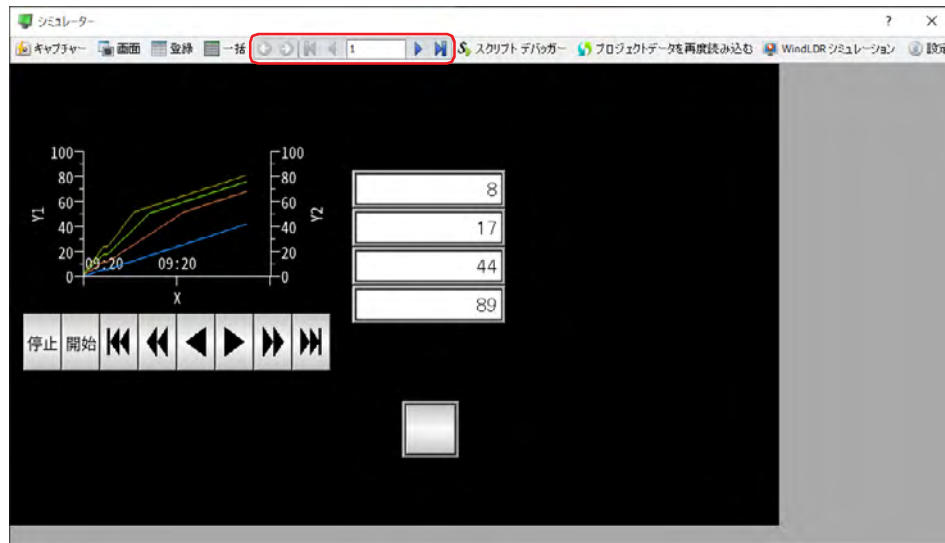 シミュレーター ? ×
キャプチャー 画面 登録 一括 1 スクリプト デバッガー プロジェクトデータを再度読み込む WindLDR シミュレーション 設定
100 100
80 80
60 60
40 40
20 20
0 0
Y1 Y2
09:20 09:20
X
8
17
44
89
停止 開始